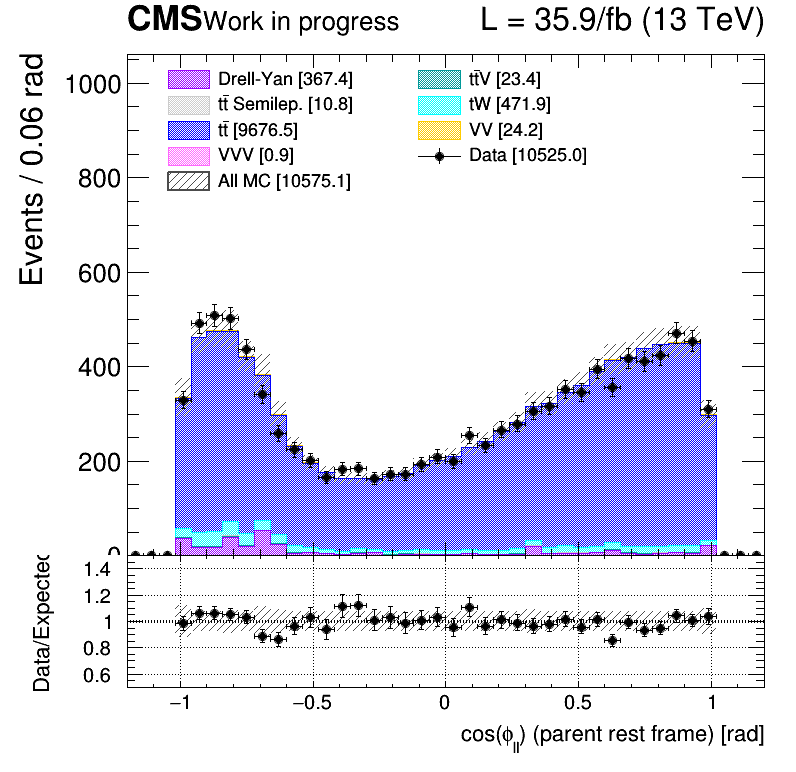 CMS Work in progress L = 35.9/fb (13 TeV)
Events / 0.06 rad
1000
800
600
400
200
0
Drell-Yan [367.4]
tt̄ Semilep. [10.8]
tt̄ [9676.5]
VVV [0.9]
All MC [10575.1]
tt̄V [23.4]
tW [471.9]
VV [24.2]
Data [10525.0]
Data/Expected
1.4
1.2
1
0.8
0.6
−1 −0.5 0 0.5 1
cos(ϕ_ll) (parent rest frame) [rad]